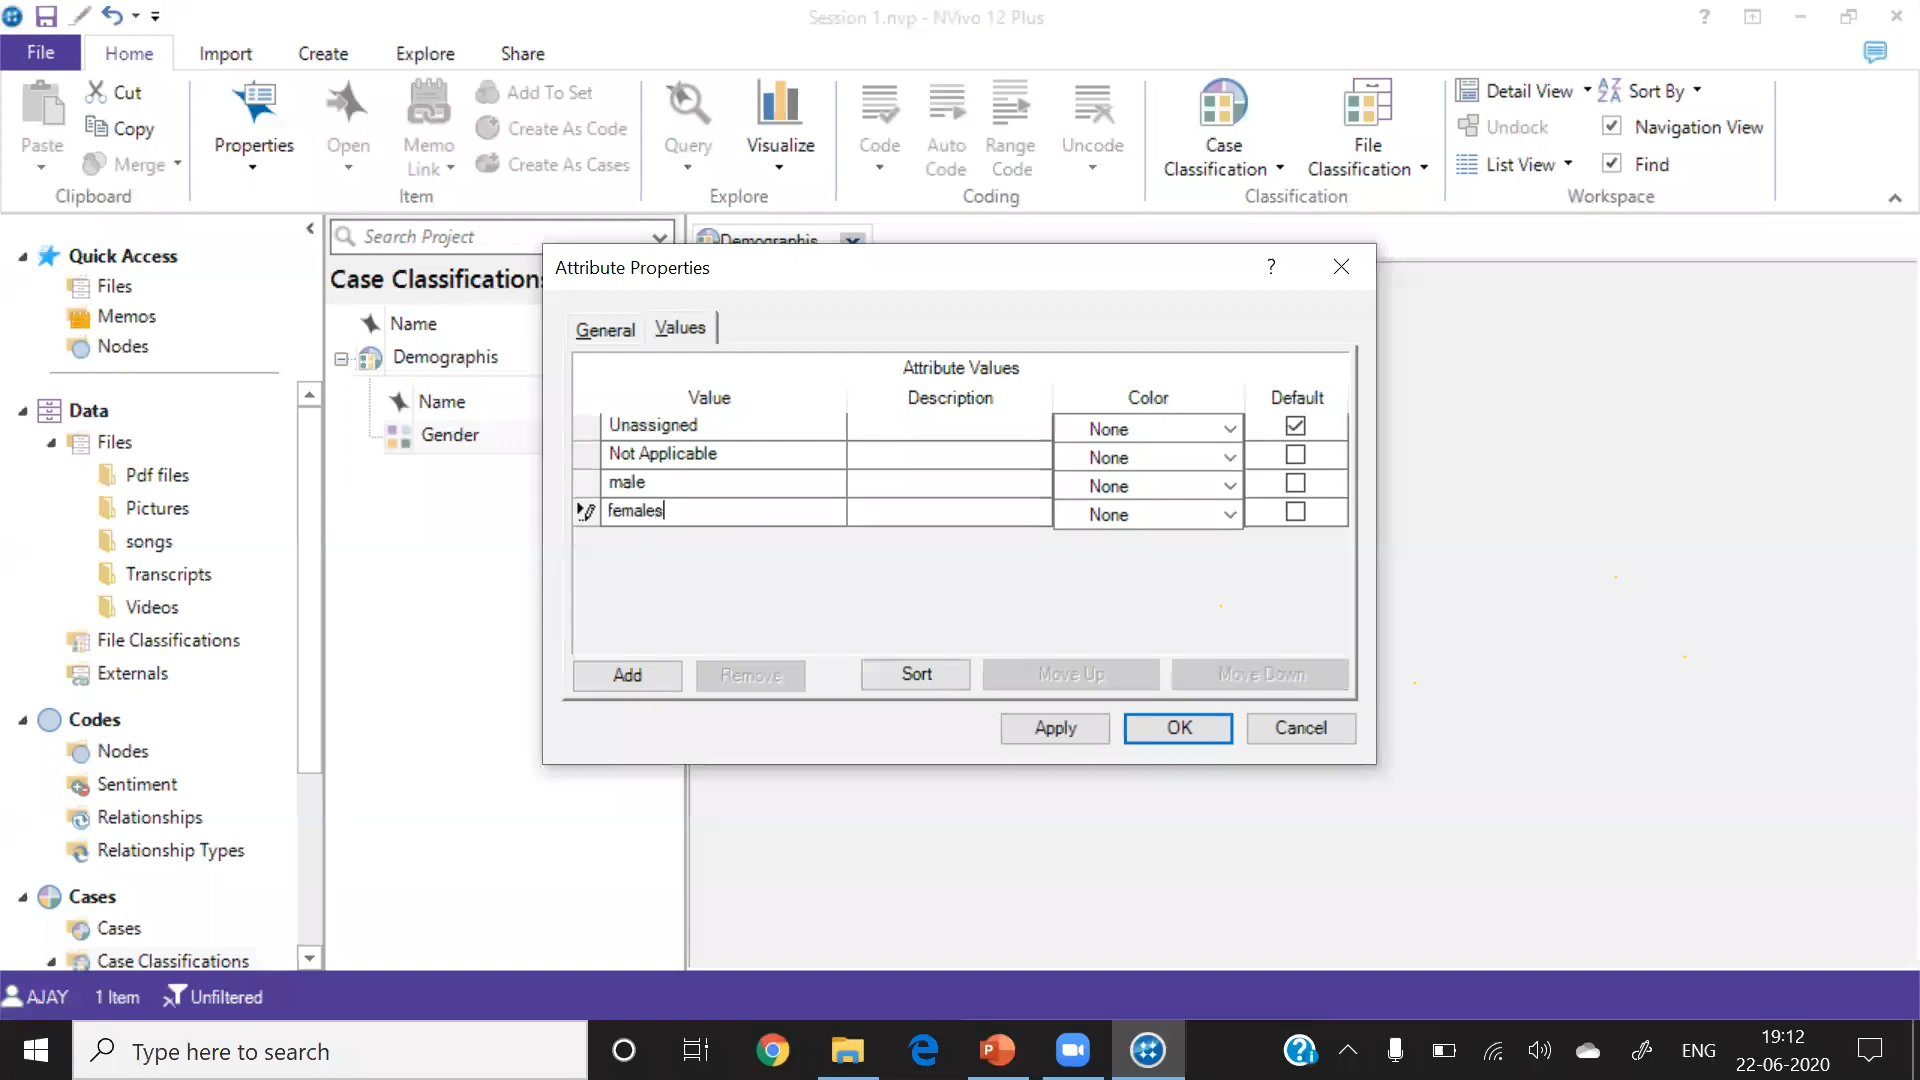 Session 1.nvp - NVivo 12 Plus
File Home Import Create Explore Share
Paste
Cut
Copy
Merge
Clipboard
Properties
Open
Memo Link
Add To Set
Create As Code
Create As Cases
Item
Query
Visualize
Explore
Code
Auto Code
Range Code
Uncode
Coding
Case Classification
File Classification
Classification
Detail View
Sort By
Undock
Navigation View
List View
Find
Workspace
Quick Access
Files
Memos
Nodes
Data
Files
Pdf files
Pictures
songs
Transcripts
Videos
File Classifications
Externals
Codes
Nodes
Sentiment
Relationships
Relationship Types
Cases
Cases
Case Classifications
Search Project
Case Classifications
Name
Demographis
Name
Gender
Demographis
Attribute Properties
?
General Values
Attribute Values
Value Description Color Default
Unassigned None
Not Applicable None
male None
females None
Add Remove Sort Move Up Move Down
Apply OK Cancel
AJAY 1 Item Unfiltered
Type here to search
ENG
19:12
22-06-2020